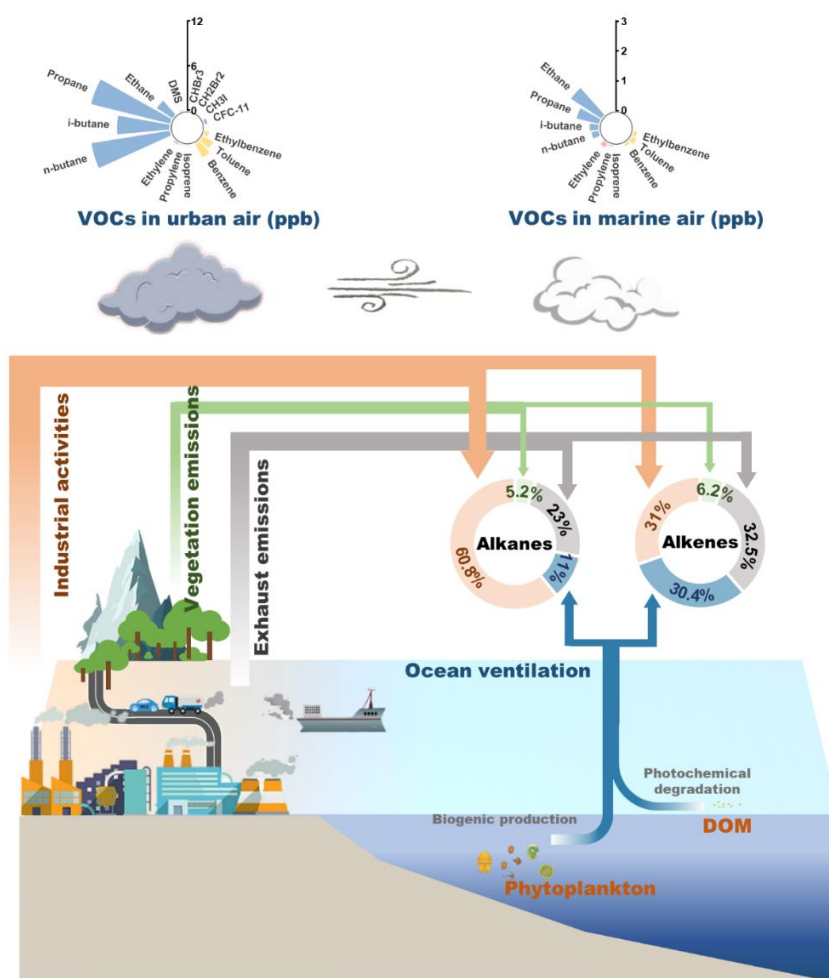 12
6
0
Propane
Ethane
DMS
CHBr3
CH2Br2
CH3I
CFC-11
i-butane
n-butane
Ethylene
Propylene
Isoprene
Benzene
Toluene
Ethylbenzene
VOCs in urban air (ppb)
3
2
1
0
Ethane
Propane
i-butane
n-butane
Ethylene
Propylene
Isoprene
Benzene
Toluene
Ethylbenzene
VOCs in marine air (ppb)
Industrial activities
Vegetation emissions
Exhaust emissions
5.2%
23%
Alkanes
60.8%
11%
6.2%
31%
Alkenes
32.5%
30.4%
Ocean ventilation
Photochemical
degradation
DOM
Biogenic production
Phytoplankton